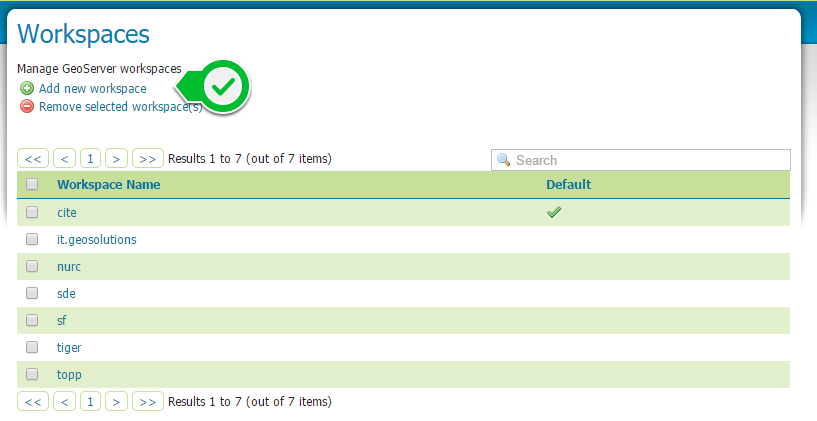 Workspaces
Manage GeoServer workspaces
Add new workspace
Remove selected workspace(s)
<< < 1 > >> Results 1 to 7 (out of 7 items) Search
Workspace Name Default
cite
it.geosolutions
nurc
sde
sf
tiger
topp
<< < 1 > >> Results 1 to 7 (out of 7 items)